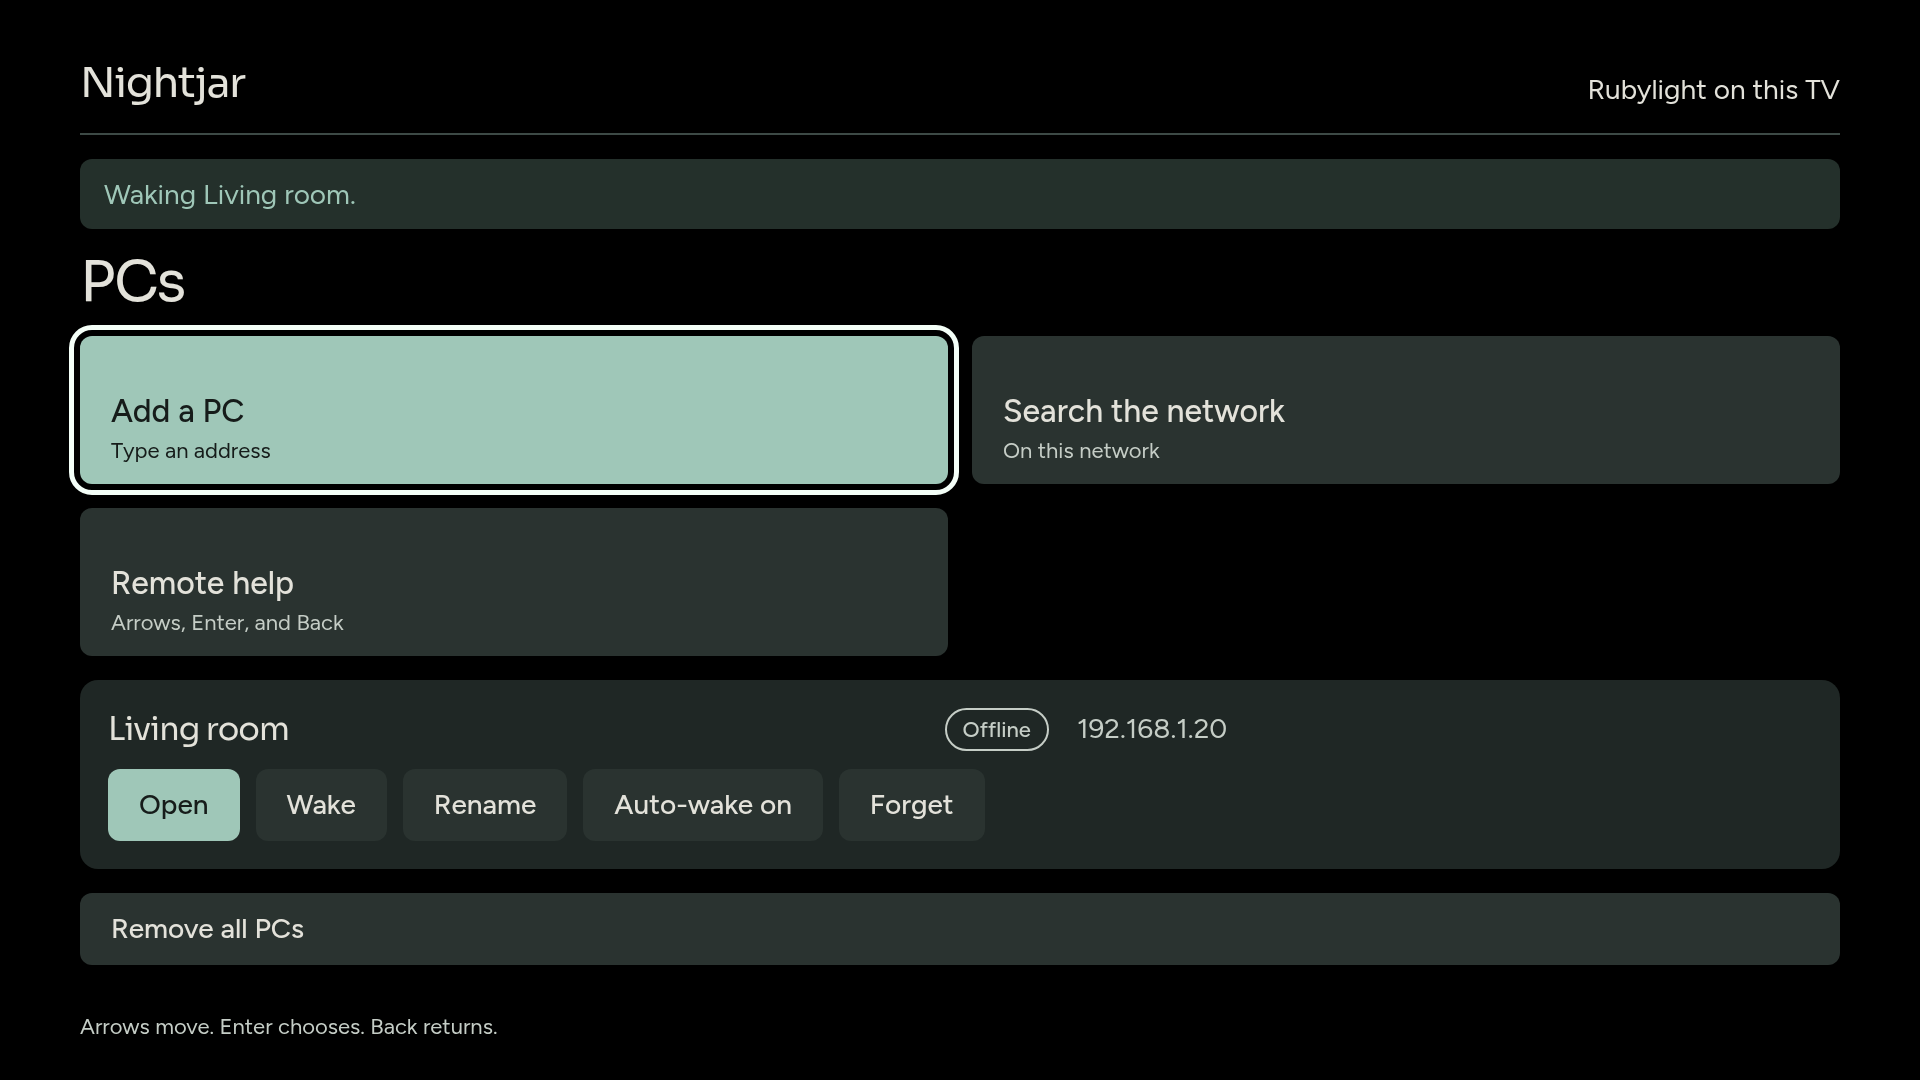 Nightjar
Rubylight on this TV
Waking Living room.
PCs
Add a PC
Type an address
Search the network
On this network
Remote help
Arrows, Enter, and Back
Living room
Offline
192.168.1.20
Open
Wake
Rename
Auto-wake on
Forget
Remove all PCs
Arrows move. Enter chooses. Back returns.